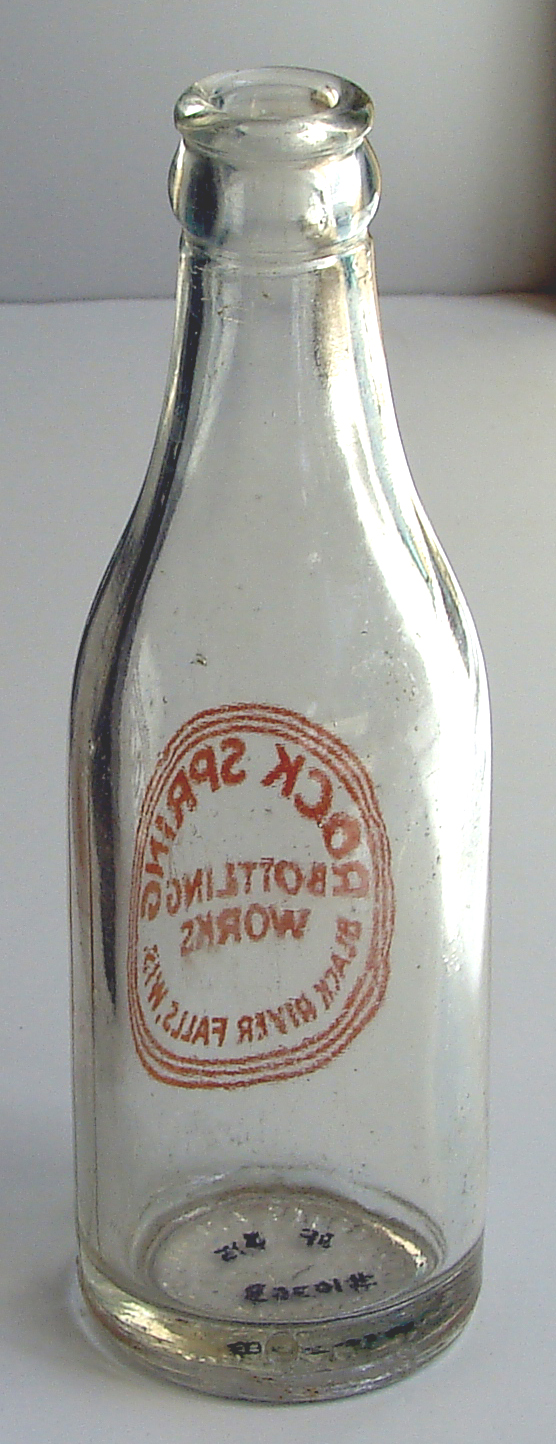 ROCK SPRING
BOTTLING
WORKS
BLACK RIVER FALLS, WIS.